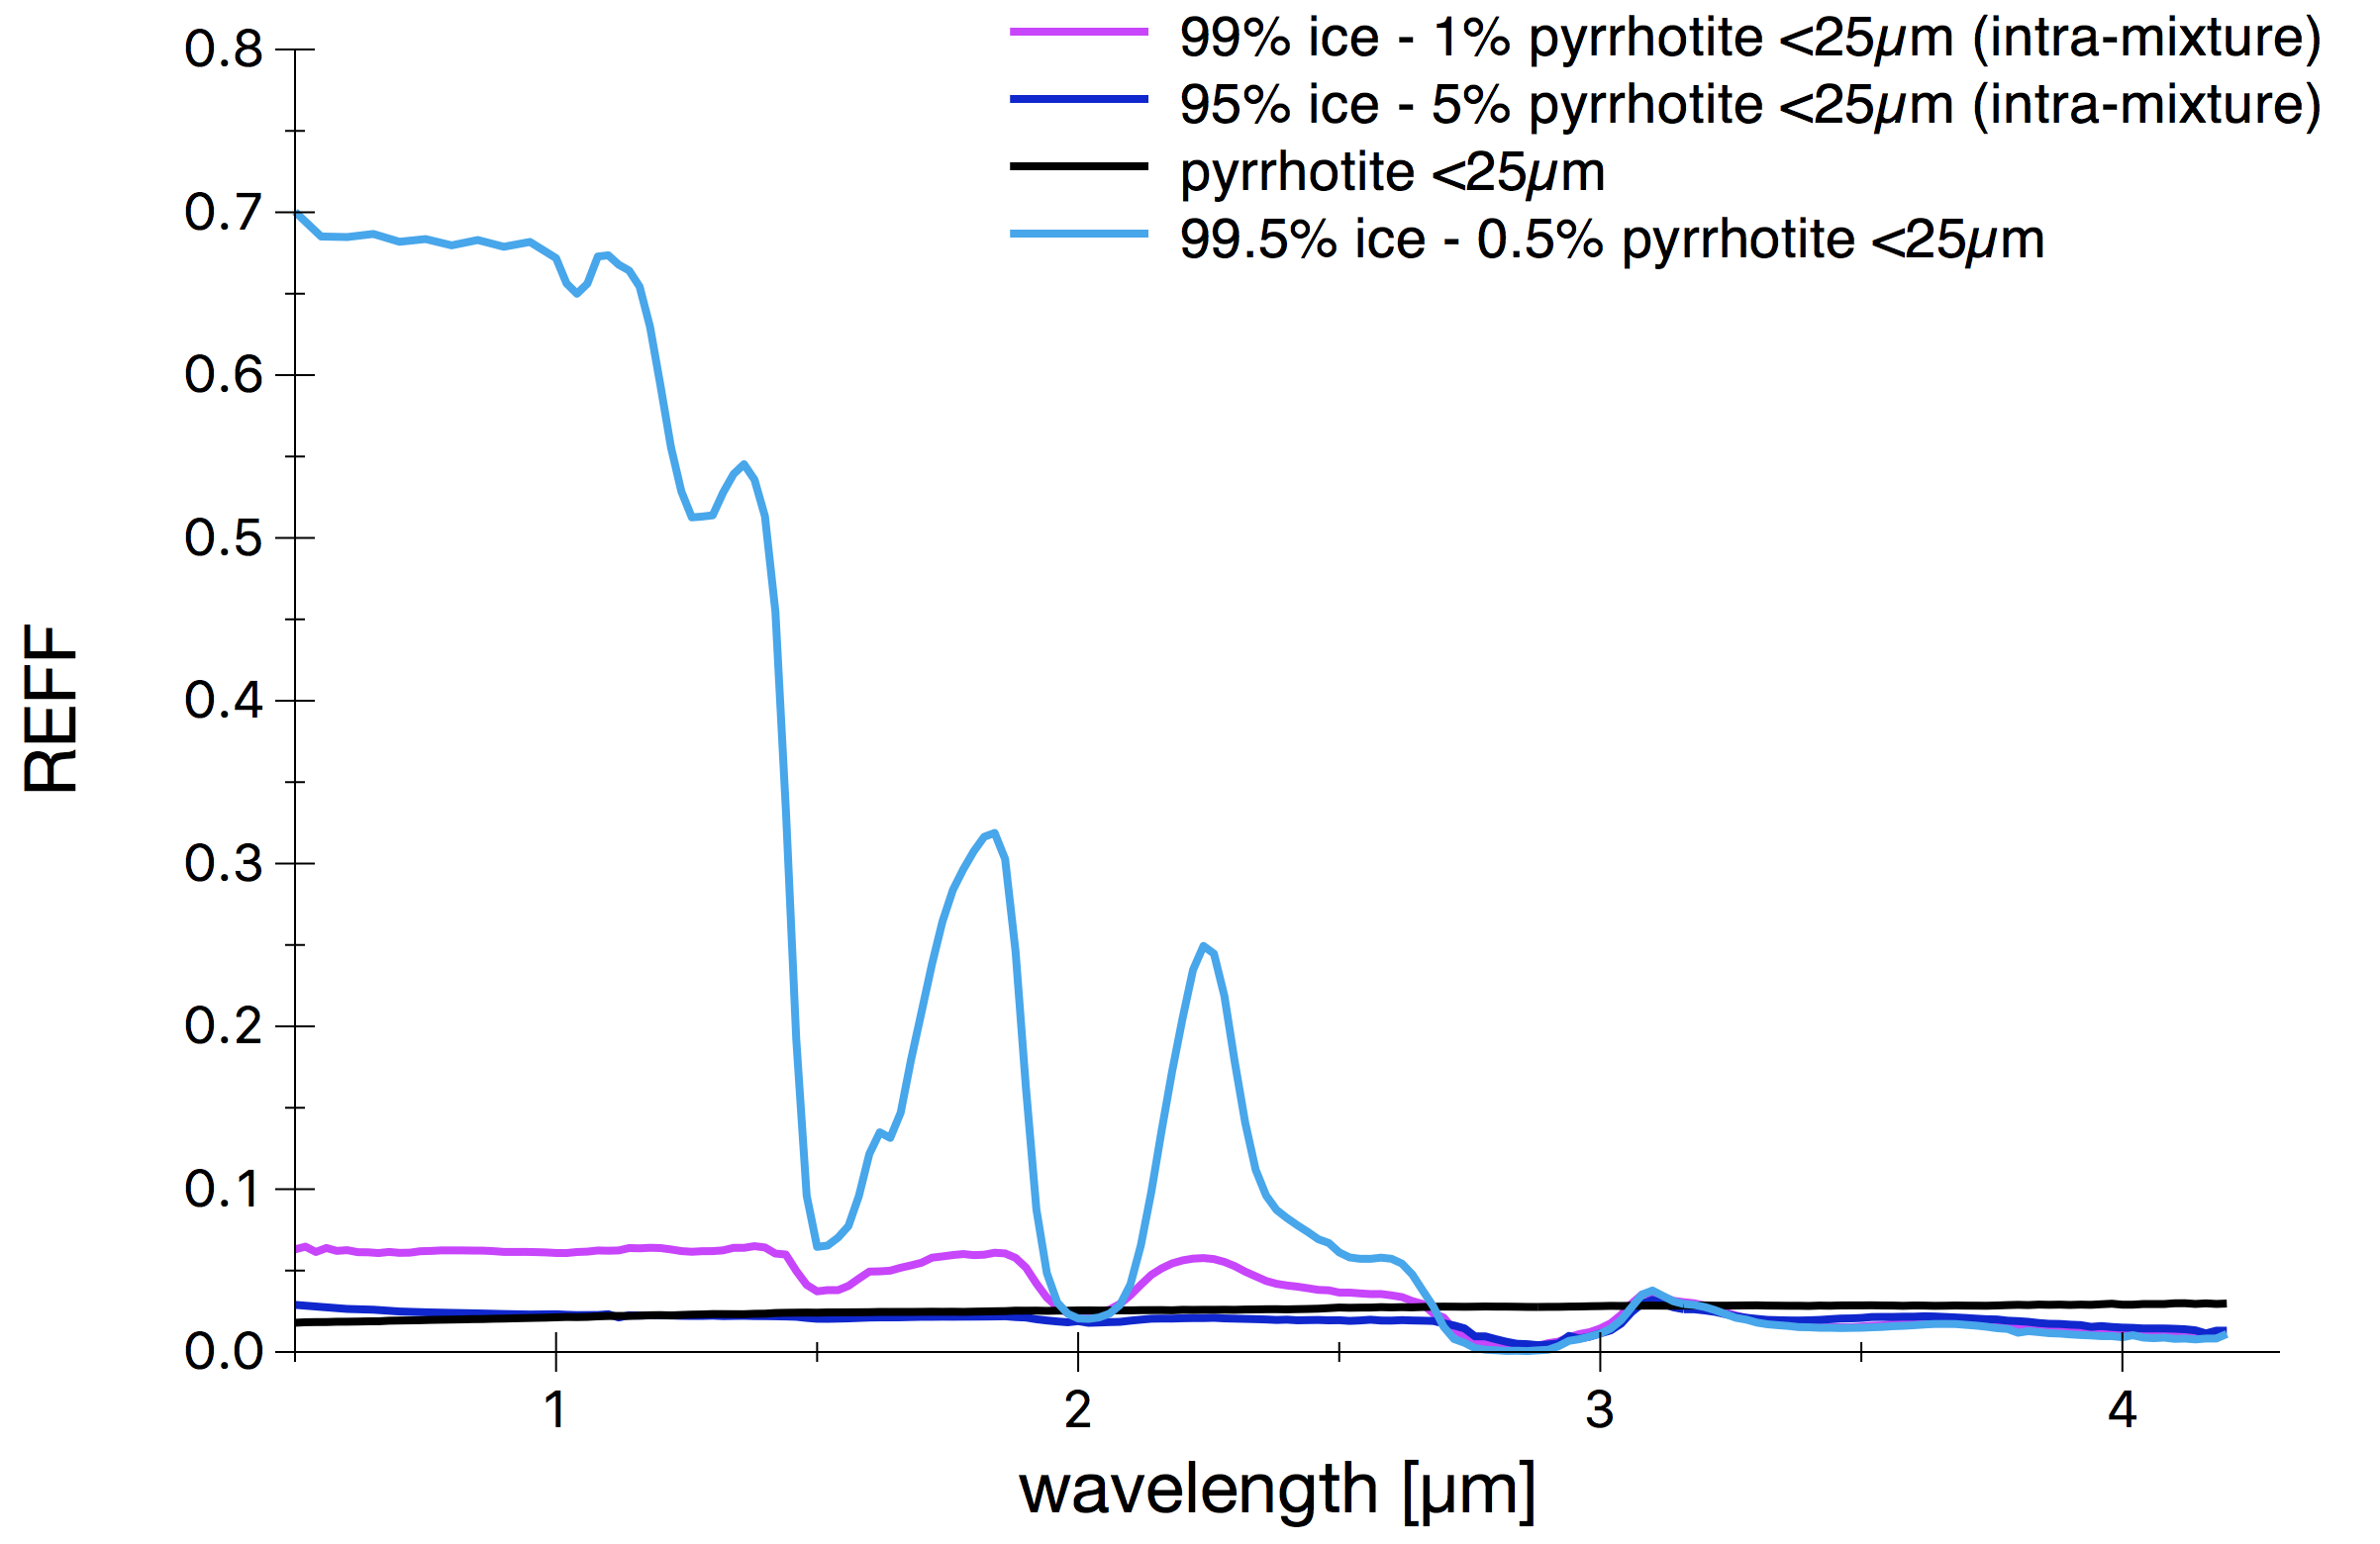 99% ice - 1% pyrrhotite <25µm (intra-mixture)
95% ice - 5% pyrrhotite <25µm (intra-mixture)
pyrrhotite <25µm
99.5% ice - 0.5% pyrrhotite <25µm
0.8
0.7
0.6
0.5
0.4
0.3
0.2
0.1
0.0
REFF
1 2 3 4
wavelength [µm]